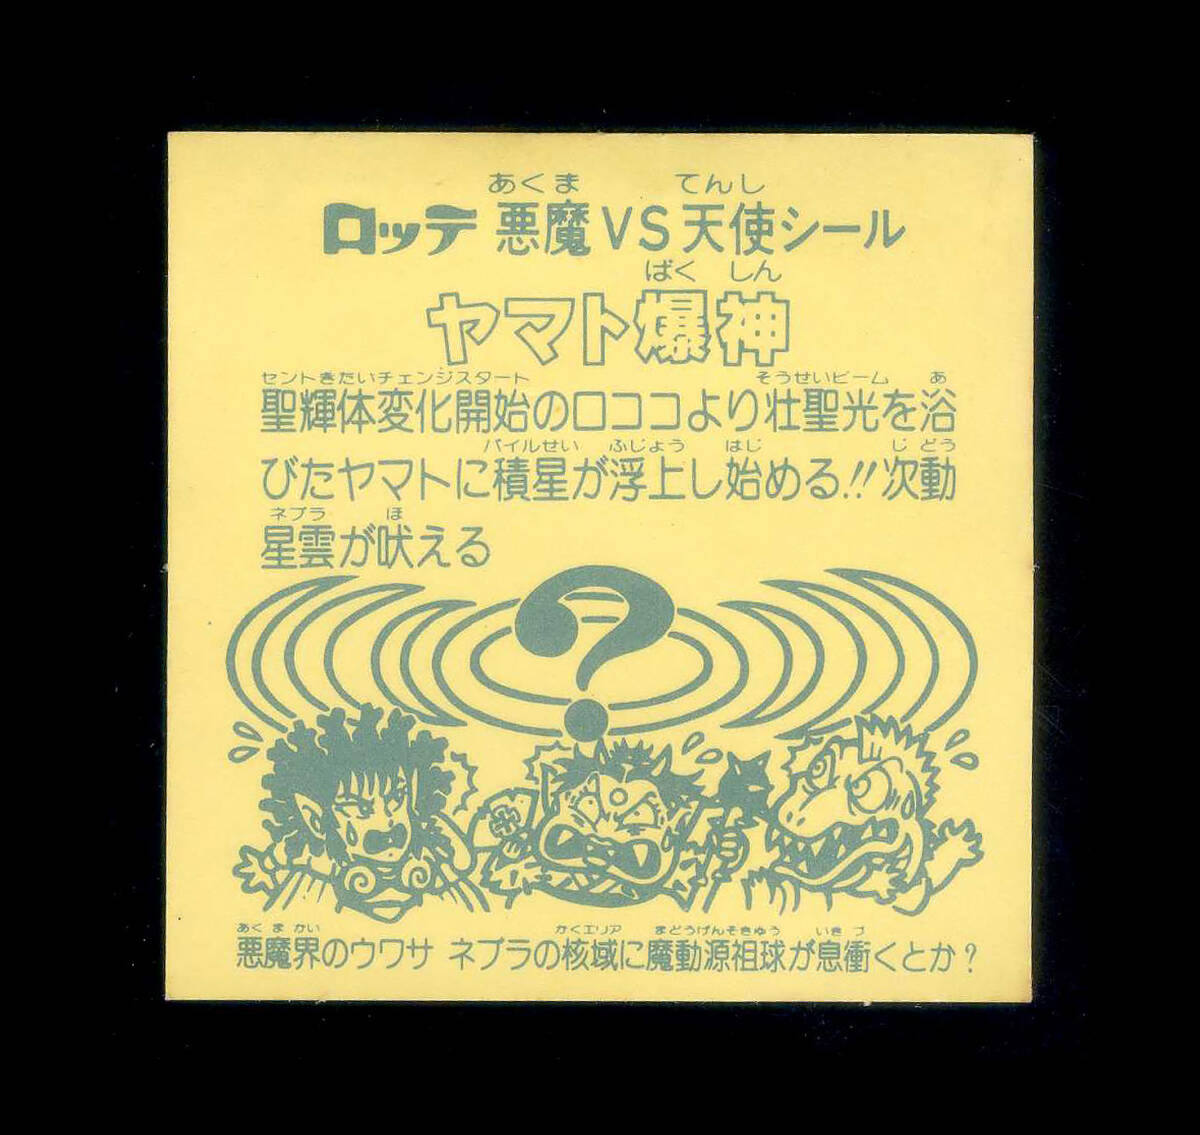 あくま てんし
ロッテ 悪魔VS天使シール
ばく しん
ヤマト爆神
セントきたいチェンジスタート そうせいビーム あ
聖輝体変化開始のロココより壮聖光を浴
パイルせい ふじょう はじ じどう
びたヤマトに積星が浮上し始める!!次動
ネブラ ほ
星雲が吠える
?
あくまかい かくエリア まどうげんそきゅう いきづ
悪魔界のウワサ ネブラの核域に魔動源祖球が息衝くとか?